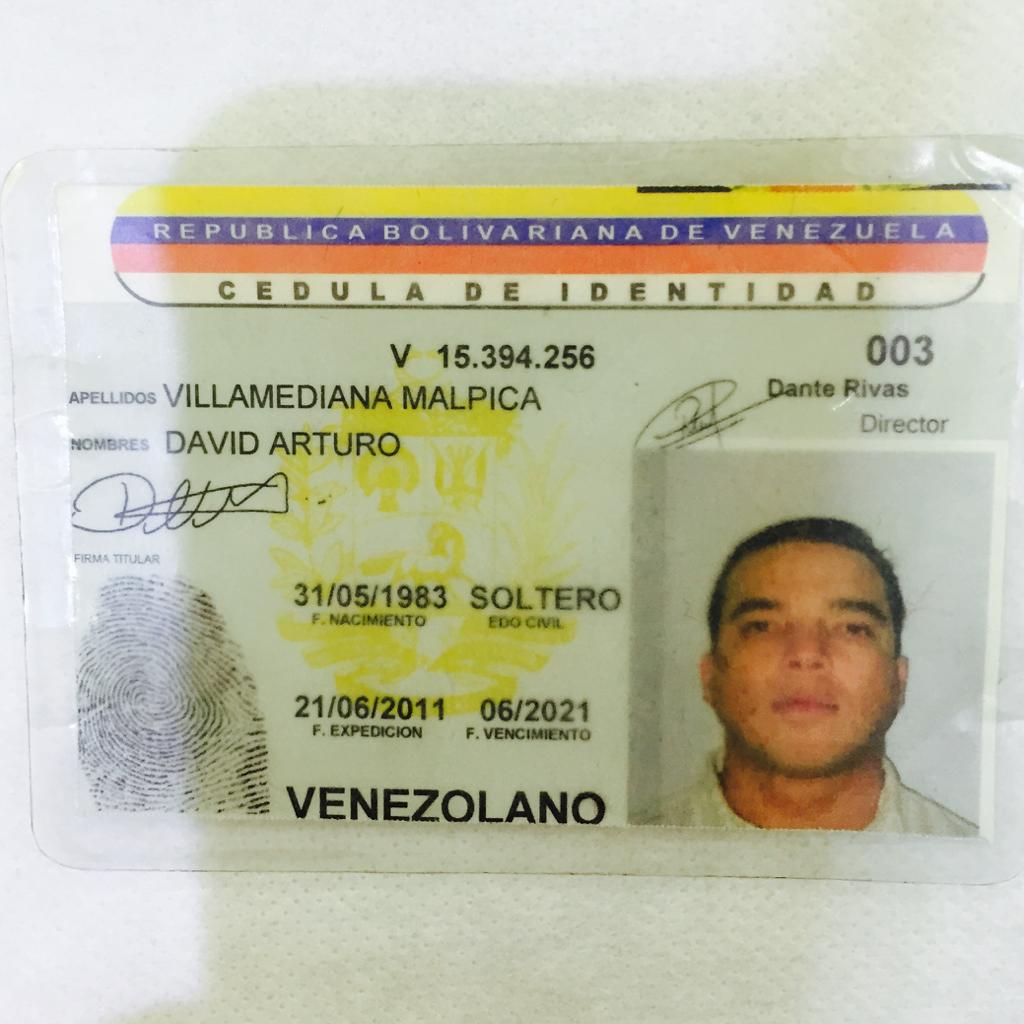 REPUBLICA BOLIVARIANA DE VENEZUELA
CEDULA DE IDENTIDAD
V 15.394.256
003
APELLIDOS VILLAMEDIANA MALPICA
Dante Rivas
Director
NOMBRES DAVID ARTURO
FIRMA TITULAR
31/05/1983 SOLTERO
F. NACIMIENTO EDO CIVIL
21/06/2011 06/2021
F. EXPEDICION F. VENCIMIENTO
VENEZOLANO